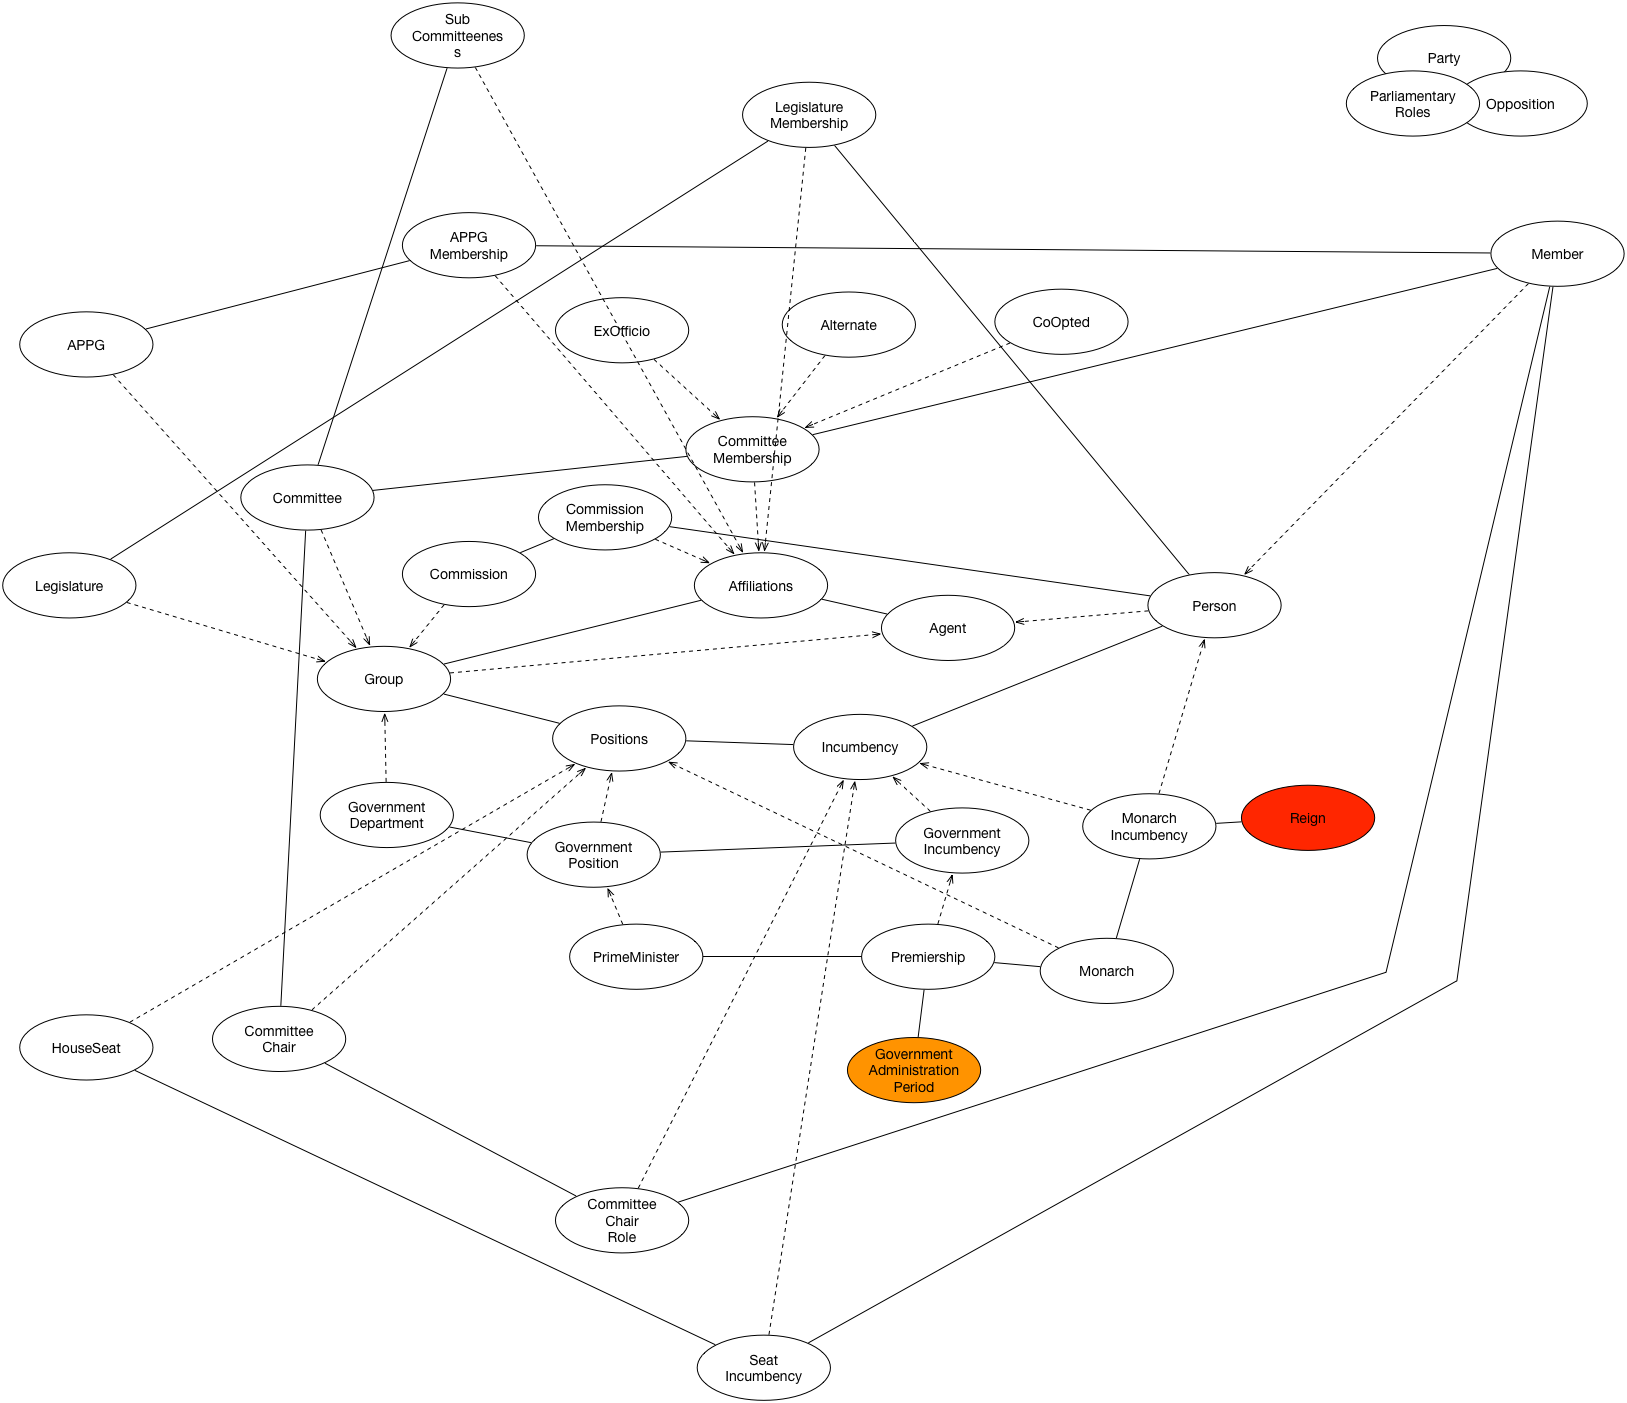 Sub
Committeenes
s
Party
Parliamentary
Roles
Opposition
Legislature
Membership
APPG
Membership
Member
APPG
ExOfficio
Alternate
CoOpted
Committee
Membership
Committee
Commission
Membership
Commission
Legislature
Affiliations
Agent
Person
Group
Positions
Incumbency
Government
Department
Government
Position
Government
Incumbency
Monarch
Incumbency
Reign
PrimeMinister
Premiership
Monarch
HouseSeat
Committee
Chair
Government
Administration
Period
Committee
Chair
Role
Seat
Incumbency